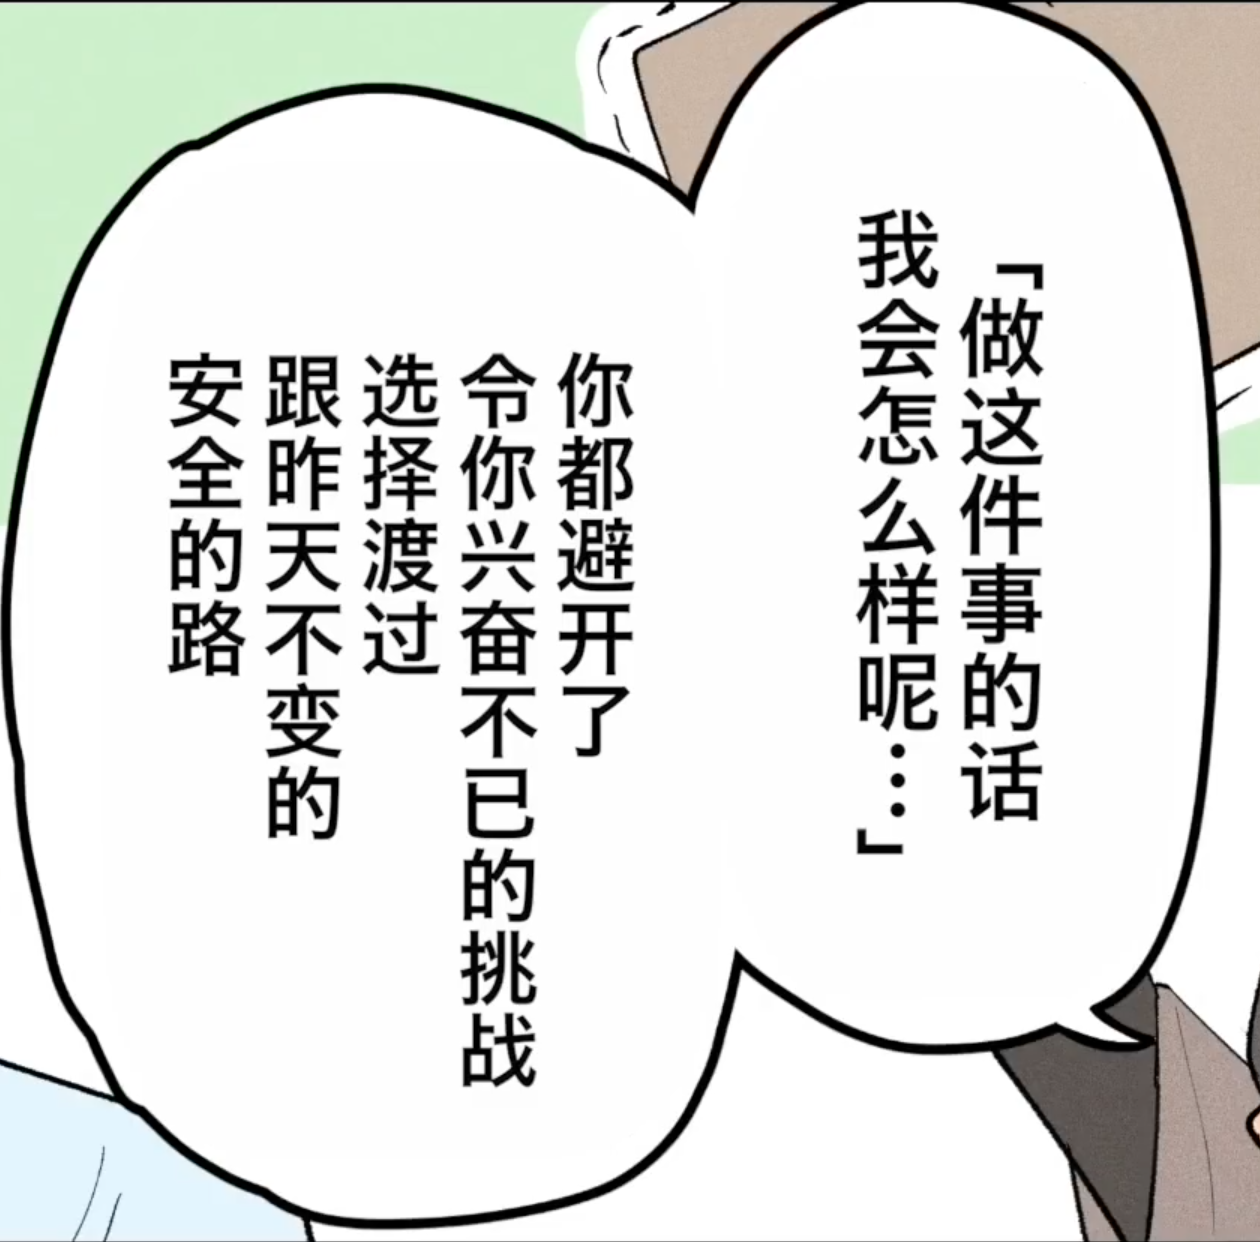 「做这件事的话
我会怎么样呢…」
你都避开了
令你兴奋不已的挑战
选择渡过
跟昨天不变的
安全的路